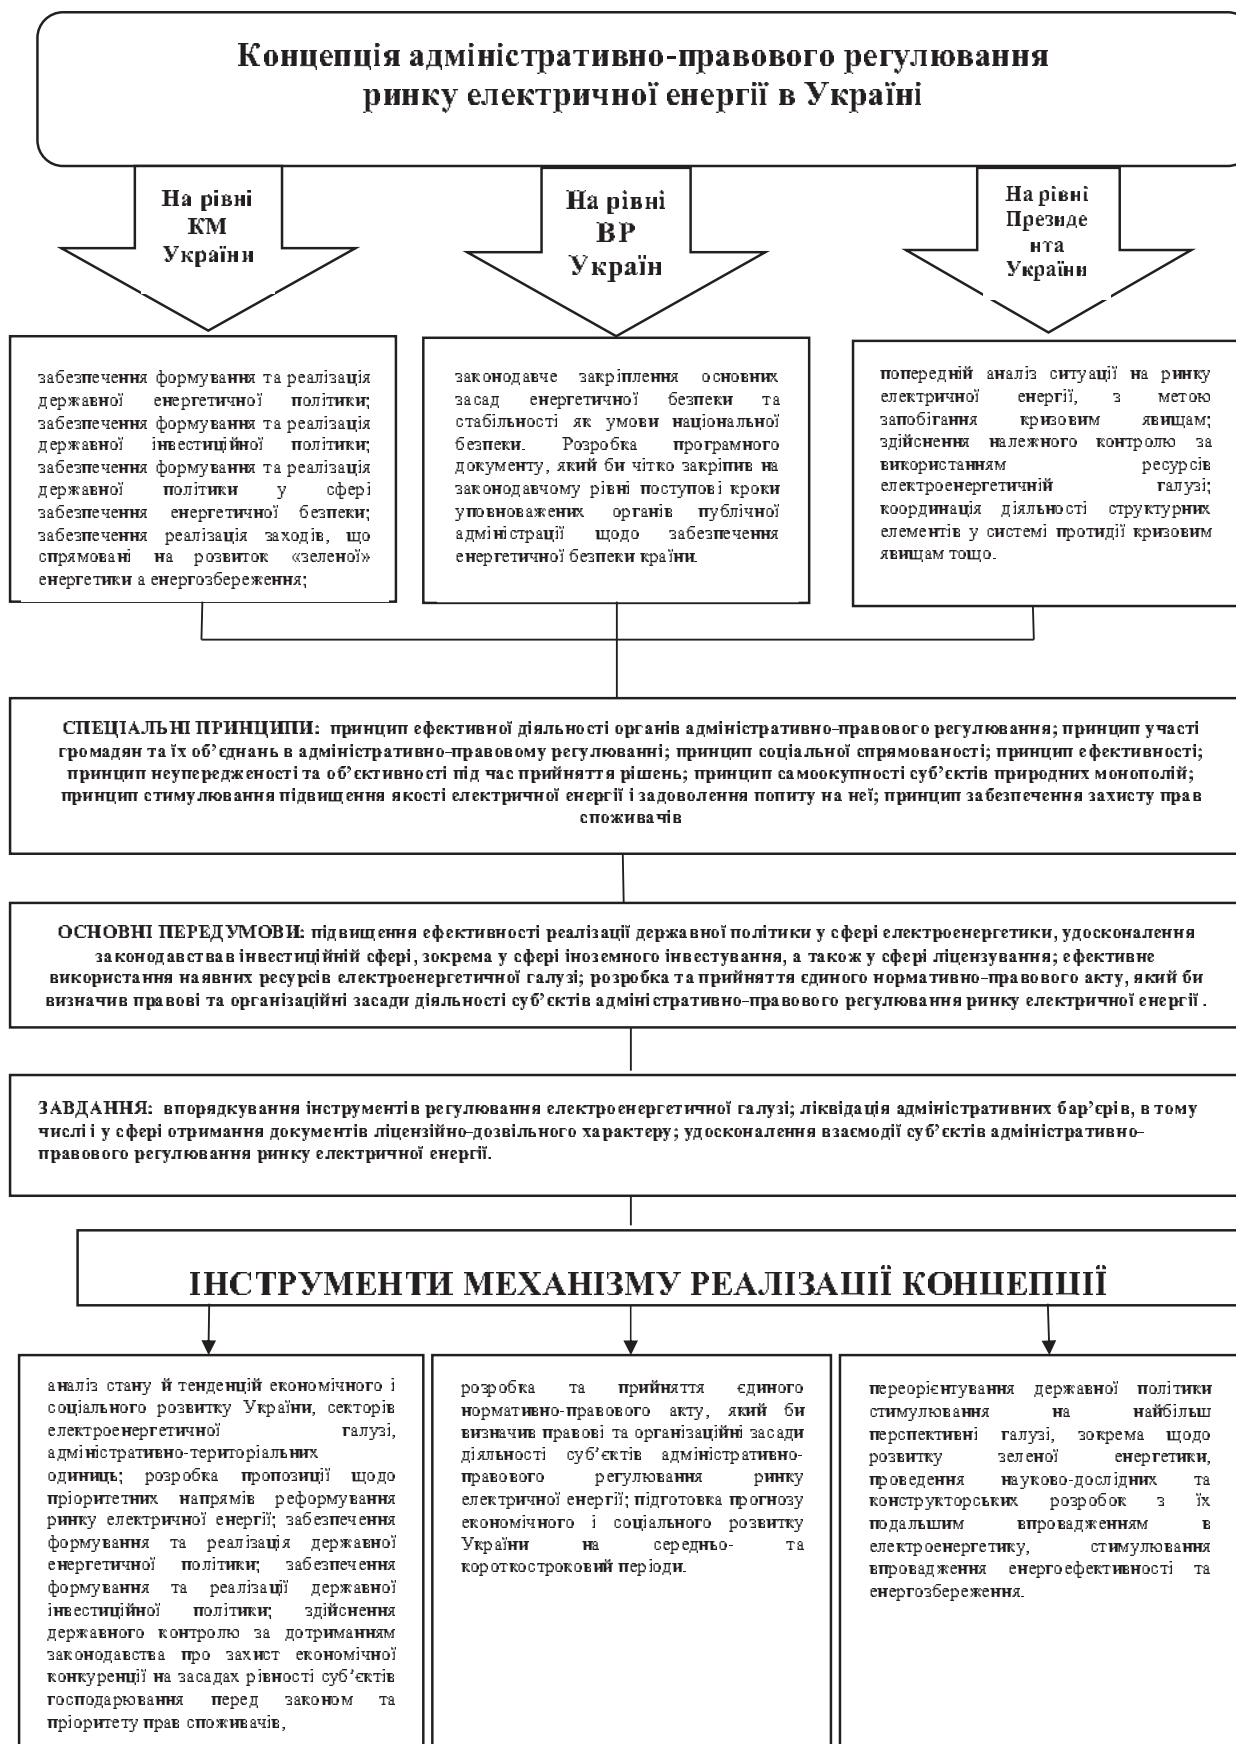 Концепція адміністративно-правового регулювання
ринку електричної енергії в Україні
На рівні
КМ
України
На рівні
ВР
Україн
На рівні
Президе
нта
України
забезпечення формування та реалізація
державної енергетичної політики;
забезпечення формування та реалізація
державної інвестиційної політики;
забезпечення формування та реалізація
державної політики у сфері
забезпечення енергетичної безпеки;
забезпечення реалізація заходів, що
спрямовані на розвиток «зеленої»
енергетики а енергозбереження;
законодавче закріплення основних
засад енергетичної безпеки та
стабільності як умови національної
безпеки. Розробка програмного
документу, який би чітко закріпив на
законодавчому рівні поступові кроки
уповноважених органів публічної
адміністрації щодо забезпечення
енергетичної безпеки країни.
попередній аналіз ситуації на ринку
електричної енергії, з метою
запобігання кризовим явищам;
здійснення належного контролю за
використанням ресурсів
електроенергетичній галузі;
координація діяльності структурних
елементів у системі протидії кризовим
явищам тощо.
СПЕЦІАЛЬНІ ПРИНЦИПИ: принцип ефективної діяльності органів адміністративно-правового регулювання; принцип участі
громадян та їх об’єднань в адміністративно-правовому регулюванні; принцип соціальної спрямованості; принцип ефективності;
принцип неупередженості та об’єктивності під час прийняття рішень; принцип самоокупності суб’єктів природних монополій;
принцип стимулювання підвищення якості електричної енергії і задоволення попиту на неї; принцип забезпечення захисту прав
споживачів
ОСНОВНІ ПЕРЕДУМОВИ: підвищення ефективності реалізації державної політики у сфері електроенергетики, удосконалення
законодавствав інвестиційній сфері, зокрема у сфері іноземного інвестування, а також у сфері ліцензування; ефективне
використання наявних ресурсів електроенергетичної галузі; розробка та прийняття єдиного нормативно-правового акту, який би
визначив правові та організаційні засади діяльності суб’єктів адміністративно-правового регулювання ринку електричної енергії .
ЗАВДАННЯ: впорядкування інструментів регулювання електроенергетичної галузі; ліквідація адміністративних бар’єрів, в тому
числі і у сфері отримання документів ліцензійно-дозвільного характеру; удосконалення взаємодії суб’єктів адміністративно-
правового регулювання ринку електричної енергії.
ІНСТРУМЕНТИ МЕХАНІЗМУ РЕАЛІЗАЦІЇ КОНЦЕПЦІЇ
аналіз стану й тенденцій економічного і
соціального розвитку України, секторів
електроенергетичної галузі,
адміністративно-територіальних
одиниць; розробка пропозиції щодо
пріоритетних напрямів реформування
ринку електричної енергії; забезпечення
формування та реалізація державної
енергетичної політики; забезпечення
формування та реалізації державної
інвестиційної політики; здійснення
державного контролю за дотриманням
законодавства про захист економічної
конкуренції на засадах рівності суб’єктів
господарювання перед законом та
пріоритету прав споживачів,
розробка та прийняття єдиного
нормативно-правового акту, який би
визначив правові та організаційні засади
діяльності суб’єктів адміністративно-
правового регулювання ринку
електричної енергії; підготовка прогнозу
економічного і соціального розвитку
України на середньо- та
короткостроковий періоди.
переорієнтування державної політики
стимулювання на найбільш
перспективні галузі, зокрема щодо
розвитку зеленої енергетики,
проведення науково-дослідних та
конструкторських розробок з їх
подальшим впровадженням в
електроенергетику, стимулювання
впровадження енергоефективності та
енергозбереження.